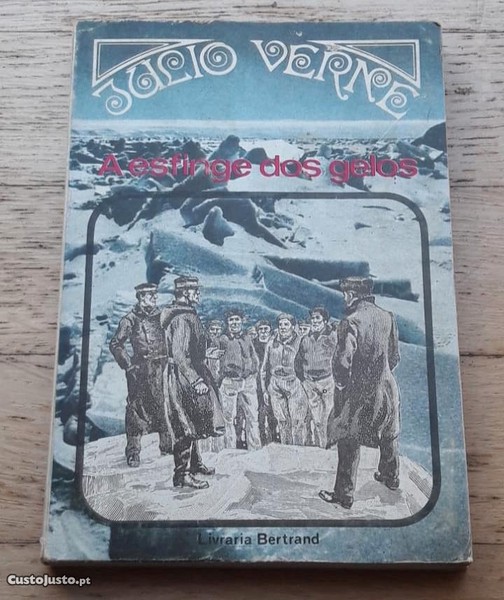 JULIO VERNE
A esfinge dos gelos
Livraria Bertrand
CustoJusto.pt